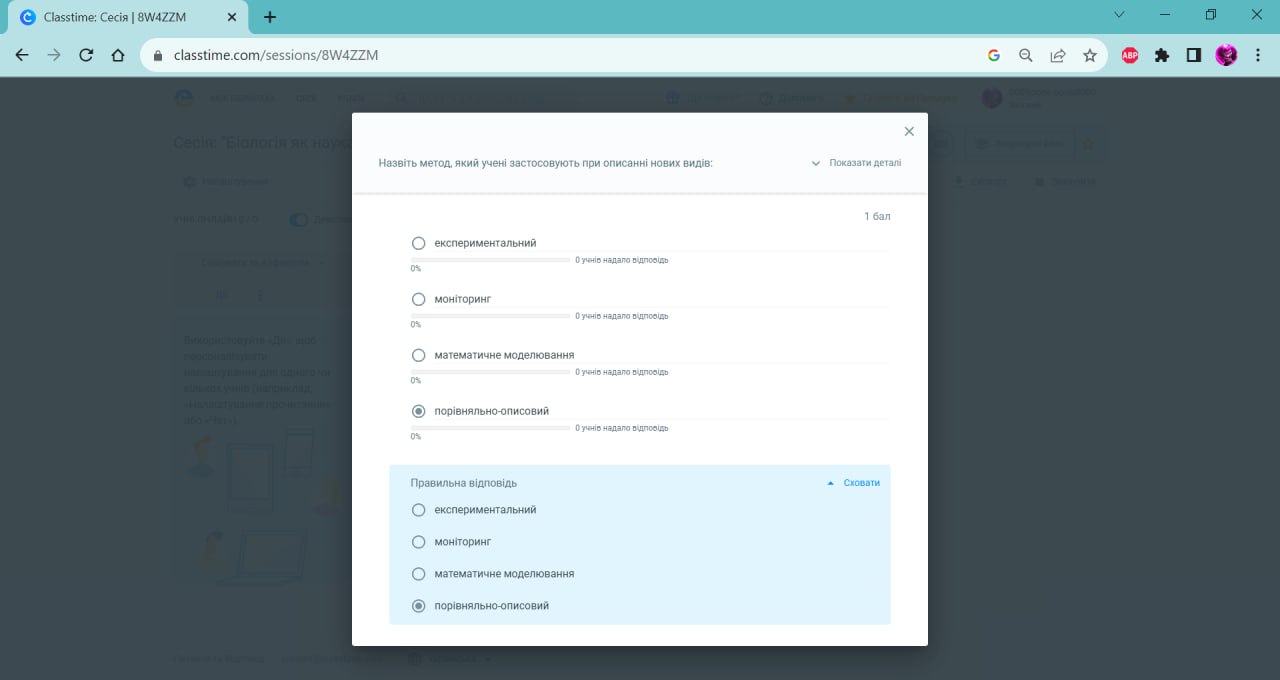 Classtime: Сесія | 8W4ZZM
classtime.com/sessions/8W4ZZM
ABP
Сесія: "Біологія як наука
Назвіть метод, який учені застосовують при описанні нових видів:
Показати деталі
1 бал
експериментальний
0 учнів надало відповідь
0%
моніторинг
0 учнів надало відповідь
0%
математичне моделювання
0 учнів надало відповідь
0%
порівняльно-описовий
0 учнів надало відповідь
0%
Використовуйте «Дії», щоб
персоналізувати
налаштування для одного чи
кількох учнів (наприклад,
«Налаштування прочитання»
або «Час»)
Правильна відповідь
Сховати
експериментальний
моніторинг
математичне моделювання
порівняльно-описовий